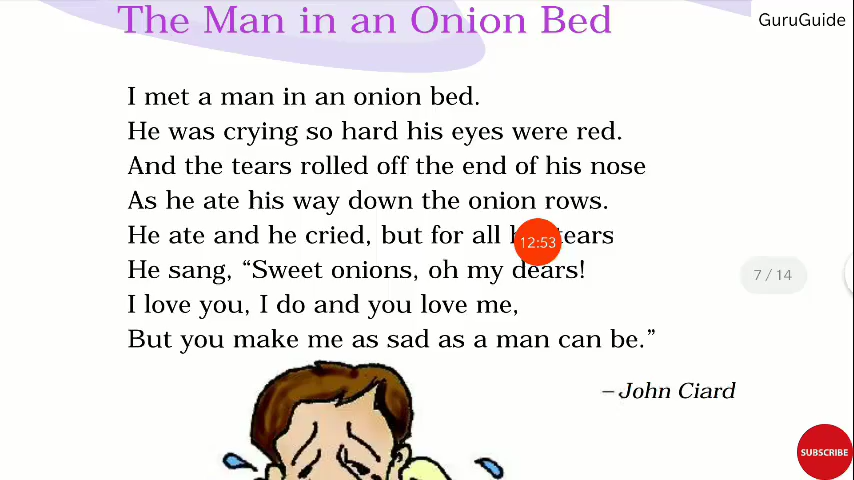 The Man in an Onion Bed
GuruGuide
I met a man in an onion bed.
He was crying so hard his eyes were red.
And the tears rolled off the end of his nose
As he ate his way down the onion rows.
He ate and he cried, but for all tears
12:53
He sang, “Sweet onions, oh my dears!
7 / 14
I love you, I do and you love me,
But you make me as sad as a man can be.”
– John Ciard
SUBSCRIBE